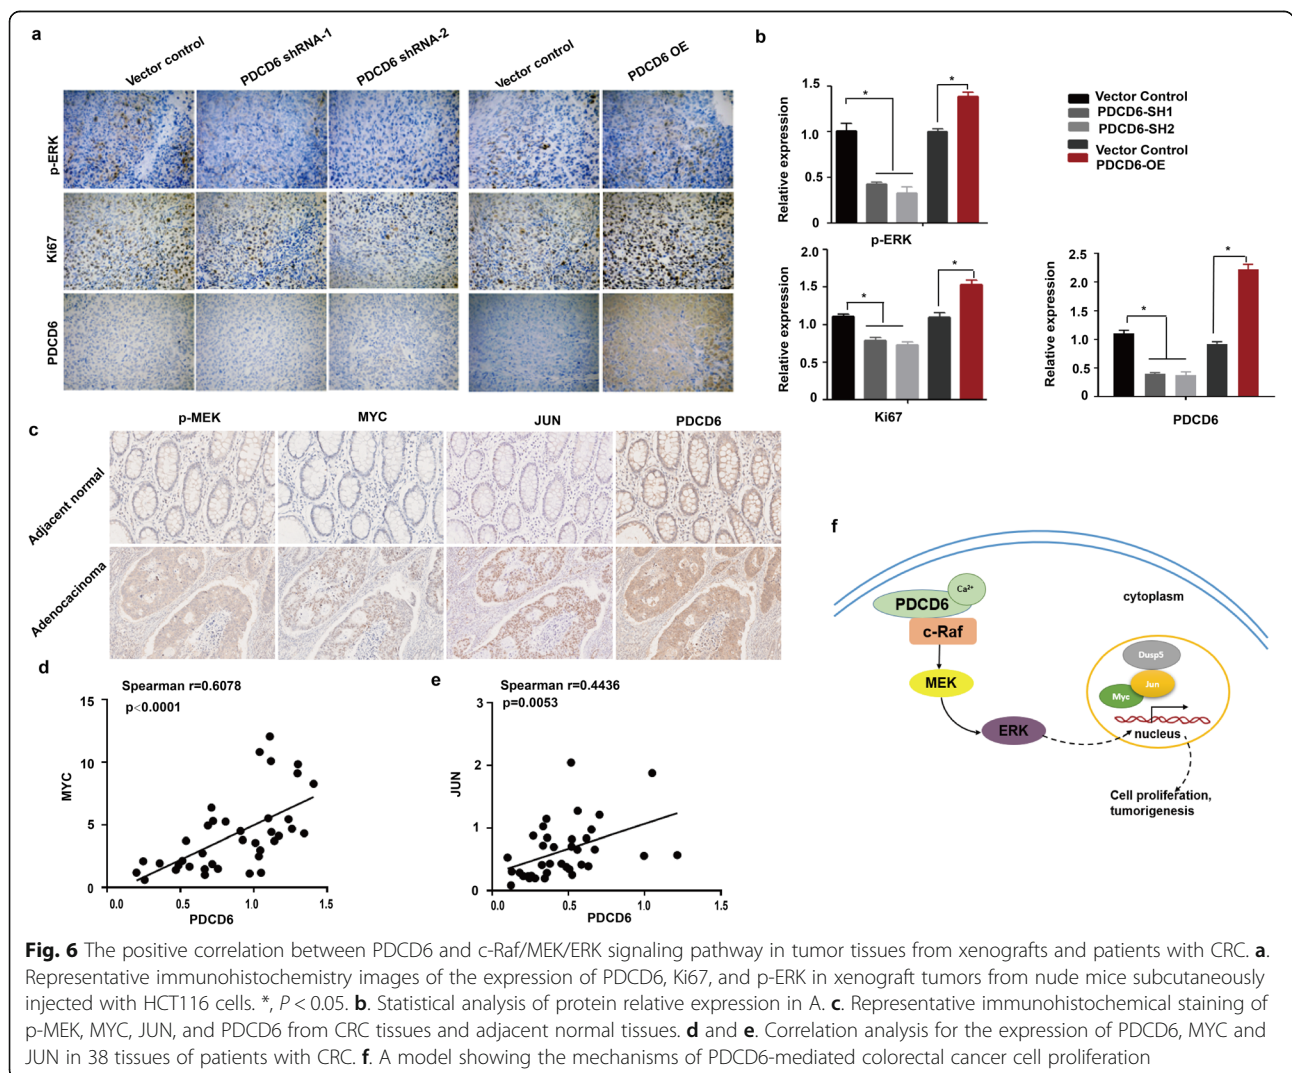 a
Vector control
PDCD6 shRNA-1
PDCD6 shRNA-2
Vector control
PDCD6 OE
p-ERK
Ki67
PDCD6
b
Relative expression
1.5
1.0
0.5
0
*
*
p-ERK
Vector Control
PDCD6-SH1
PDCD6-SH2
Vector Control
PDCD6-OE
Relative expression
2.0
1.5
1.0
0.5
0
*
*
Ki67
Relative expression
2.5
2.0
1.5
1.0
0.5
0
*
*
PDCD6
c
p-MEK
MYC
JUN
PDCD6
Adjacent normal
Adenocacinoma
d
Spearman r=0.6078
p<0.0001
MYC
15
10
5
0
0.0 0.5 1.0 1.5
PDCD6
e
Spearman r=0.4436
p=0.0053
JUN
3
2
1
0
0.0 0.5 1.0 1.5
PDCD6
f
Ca²⁺
PDCD6
c-Raf
MEK
ERK
cytoplasm
Dusp5
Jun
Myc
nucleus
Cell proliferation,
tumorigenesis
Fig. 6 The positive correlation between PDCD6 and c-Raf/MEK/ERK signaling pathway in tumor tissues from xenografts and patients with CRC. a.
Representative immunohistochemistry images of the expression of PDCD6, Ki67, and p-ERK in xenograft tumors from nude mice subcutaneously
injected with HCT116 cells. *, P < 0.05. b. Statistical analysis of protein relative expression in A. c. Representative immunohistochemical staining of
p-MEK, MYC, JUN, and PDCD6 from CRC tissues and adjacent normal tissues. d and e. Correlation analysis for the expression of PDCD6, MYC and
JUN in 38 tissues of patients with CRC. f. A model showing the mechanisms of PDCD6-mediated colorectal cancer cell proliferation